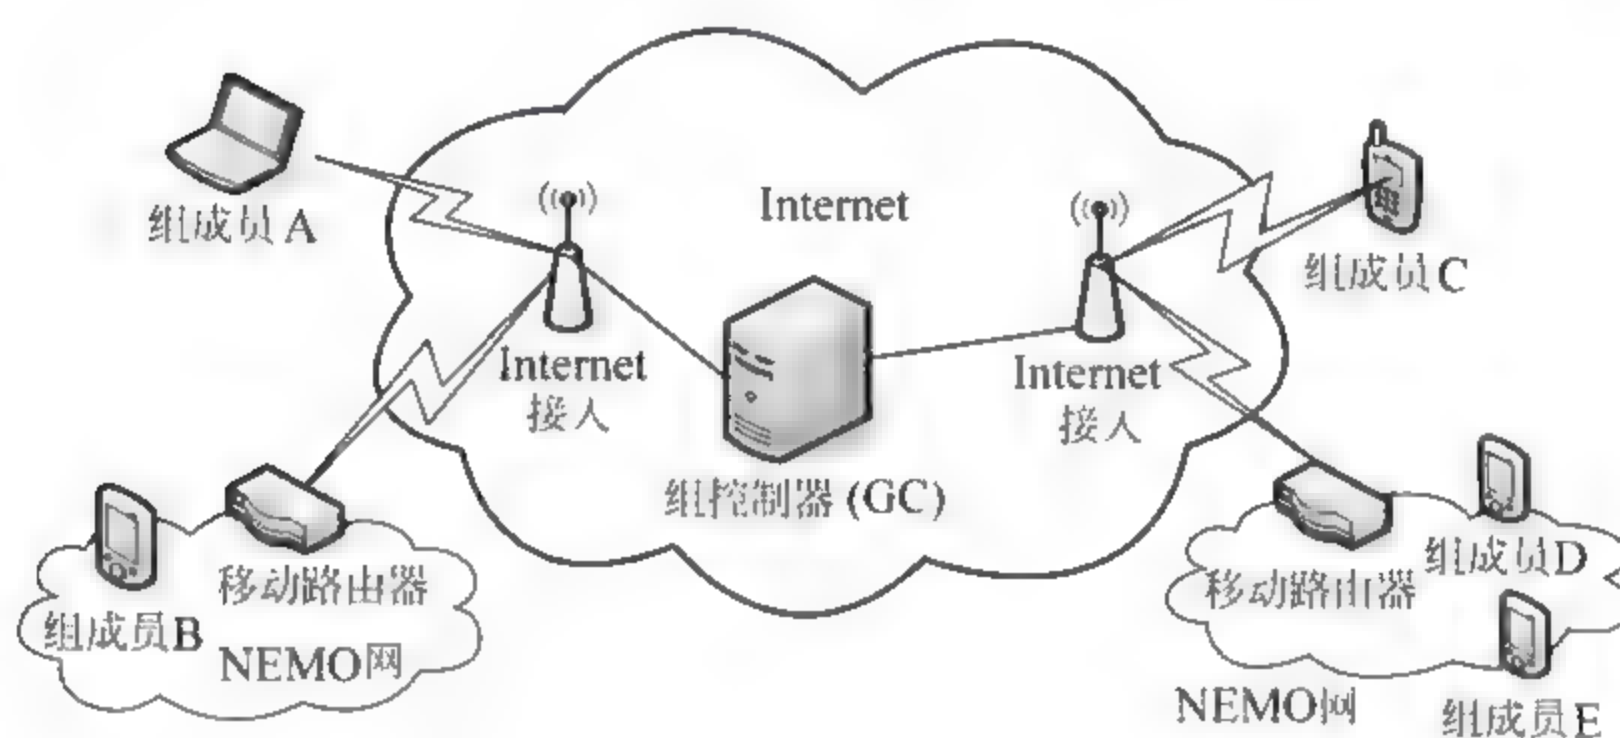 Internet
组成员 A
组成员C
Internet
接入
Internet
接入
组控制器 (GC)
移动路由器
组成员B
NEMO网
组成员D
移动路由器
NEMO网
组成员E